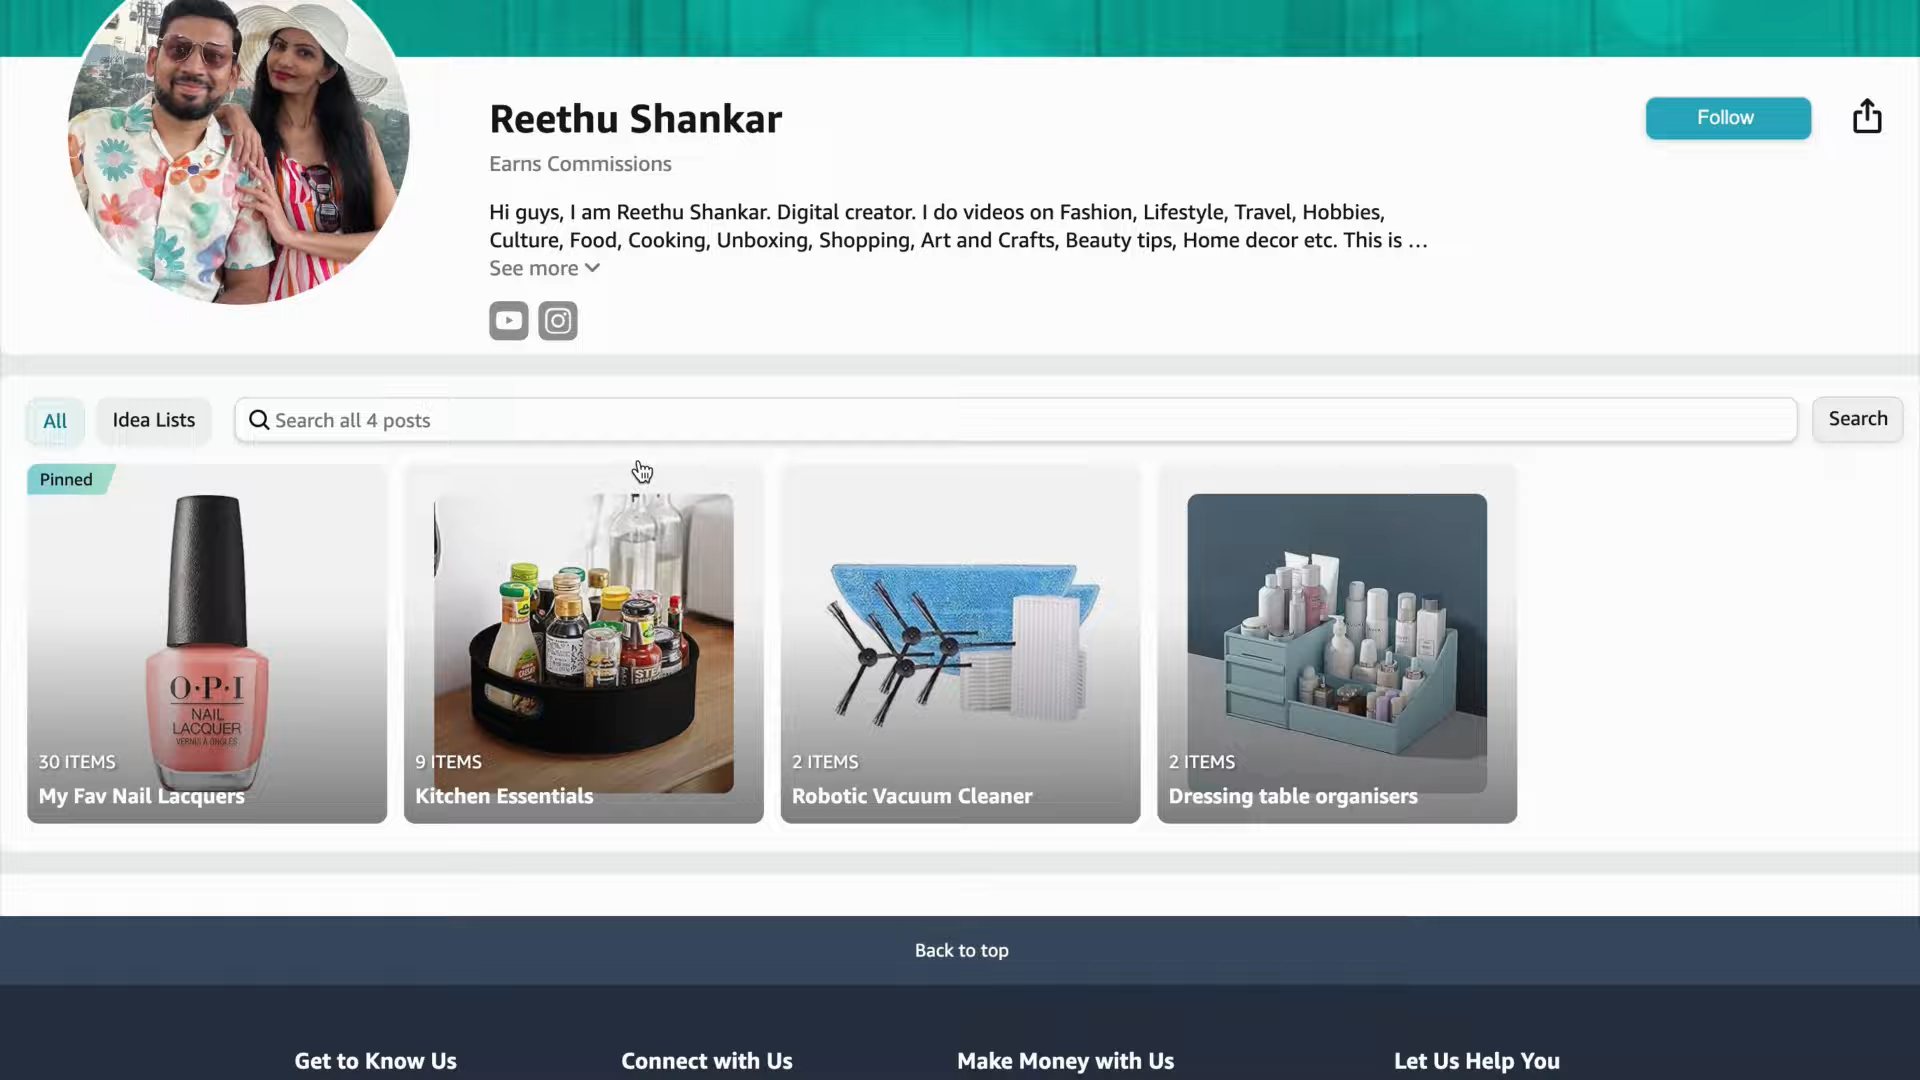 Reethu Shankar
Follow
Earns Commissions
Hi guys, I am Reethu Shankar. Digital creator. I do videos on Fashion, Lifestyle, Travel, Hobbies,
Culture, Food, Cooking, Unboxing, Shopping, Art and Crafts, Beauty tips, Home decor etc. This is …
See more
All
Idea Lists
Search all 4 posts
Search
Pinned
O·P·I
NAIL
LACQUER
VERNIS À ONGLES
30 ITEMS
My Fav Nail Lacquers
9 ITEMS
Kitchen Essentials
2 ITEMS
Robotic Vacuum Cleaner
2 ITEMS
Dressing table organisers
Back to top
Get to Know Us
Connect with Us
Make Money with Us
Let Us Help You